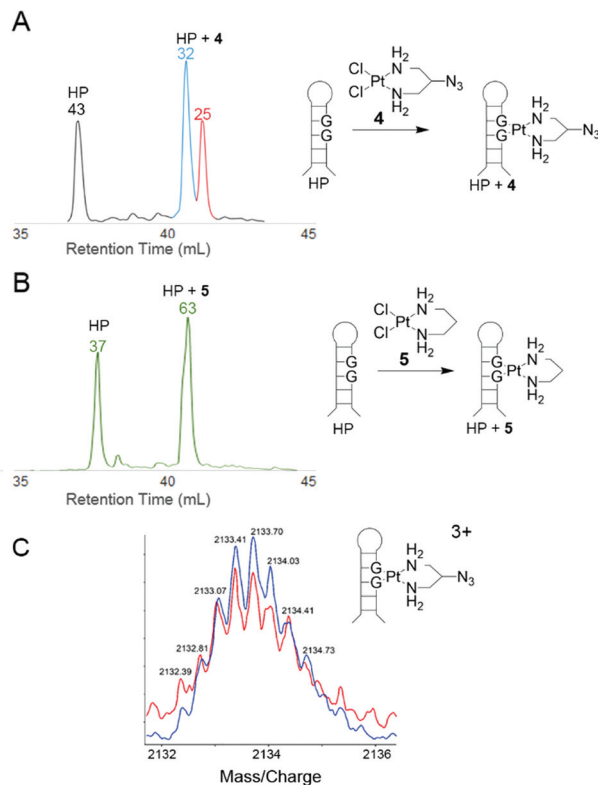 A
HP
43
HP + 4
32
25
35
40
45
Retention Time (mL)
G
G
HP
Cl
Cl
Pt
H2
N
N
H2
N3
4
G
G
Pt
H2
N
N
H2
N3
HP + 4
B
HP
37
HP + 5
63
35
40
45
Retention Time (mL)
G
G
HP
Cl
Cl
Pt
H2
N
N
H2
5
G
G
Pt
H2
N
N
H2
HP + 5
C
2132.39
2132.81
2133.07
2133.41
2133.70
2134.03
2134.41
2134.73
2132
2134
2136
Mass/Charge
G
G
Pt
H2
N
N
H2
N3
3+